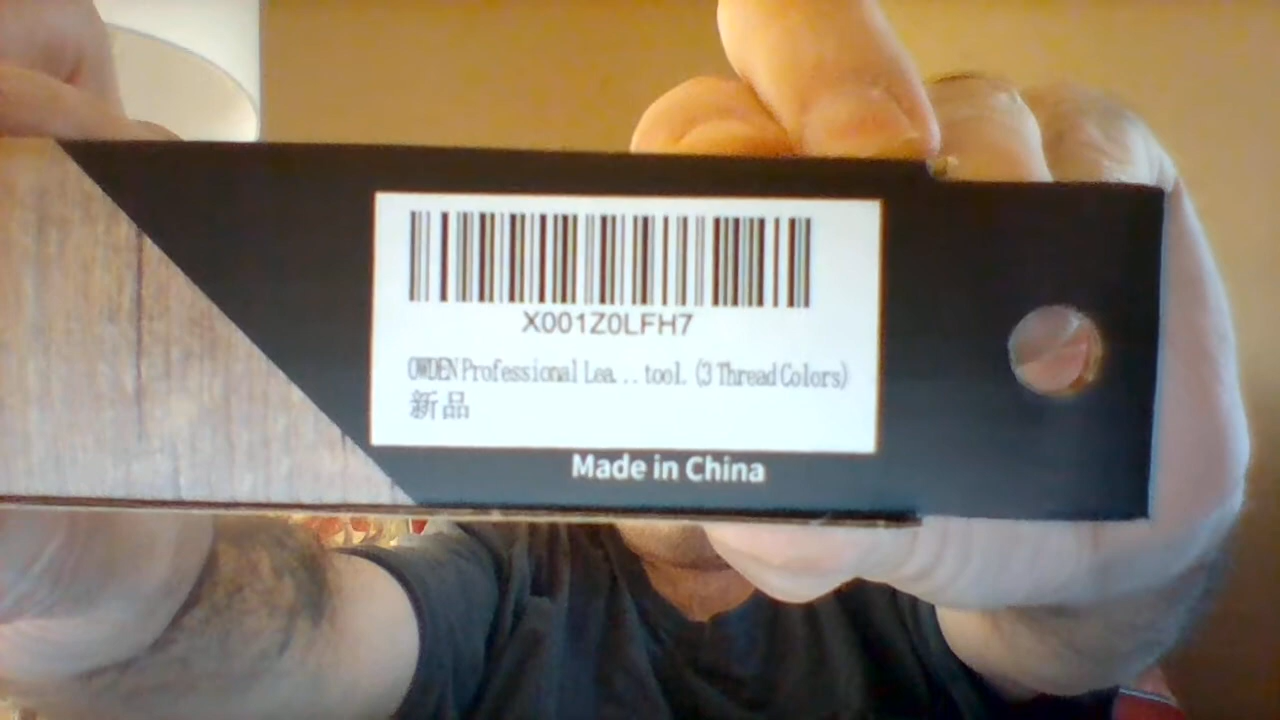 X001Z0LFH7
OWDEN Professional Lea... tool. (3 Thread Colors)
新品
Made in China